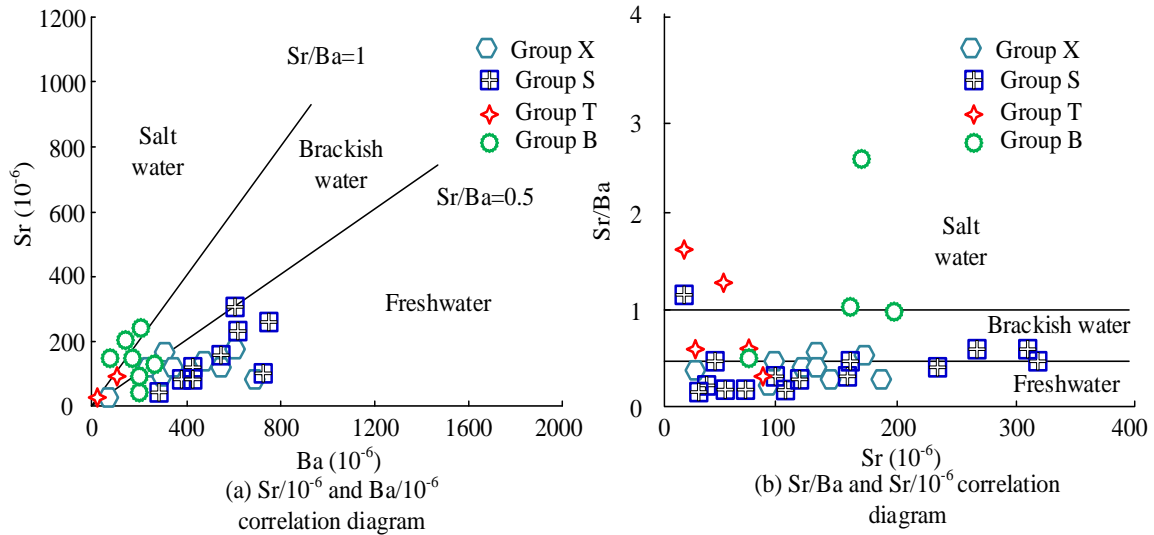 1200
1000
800
600
400
200
0
Sr (10-6)
0
400
800
1200
1600
2000
Ba (10-6)
Sr/Ba=1
Salt
water
Brackish
water
Sr/Ba=0.5
Freshwater
Group X
Group S
Group T
Group B
(a) Sr/10-6 and Ba/10-6
correlation diagram
4
3
2
1
0
Sr/Ba
0
100
200
300
400
Sr (10-6)
Group X
Group S
Group T
Group B
Salt
water
Brackish water
Freshwater
(b) Sr/Ba and Sr/10-6 correlation
diagram